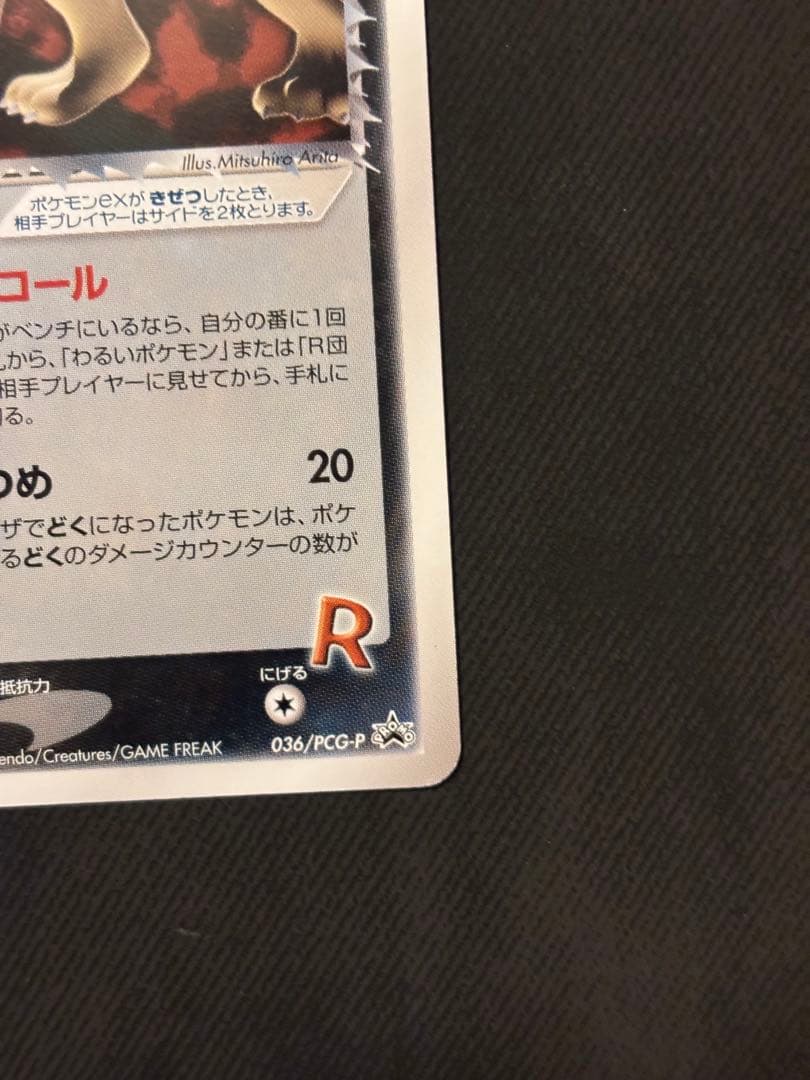 Illus.Mitsuhiro Arita
ポケモンexが きぜつしたとき、
相手プレイヤーはサイドを2枚とります。
コール
がベンチにいるなら、自分の番に1回
から、「わるいポケモン」または「R団
相手プレイヤーに見せてから、手札に
る。
つめ 20
ザでどくになったポケモンは、ポケ
るどくのダメージカウンターの数が
R
抵抗力 にげる
endo/Creatures/GAME FREAK 036/PCG-P PROMO